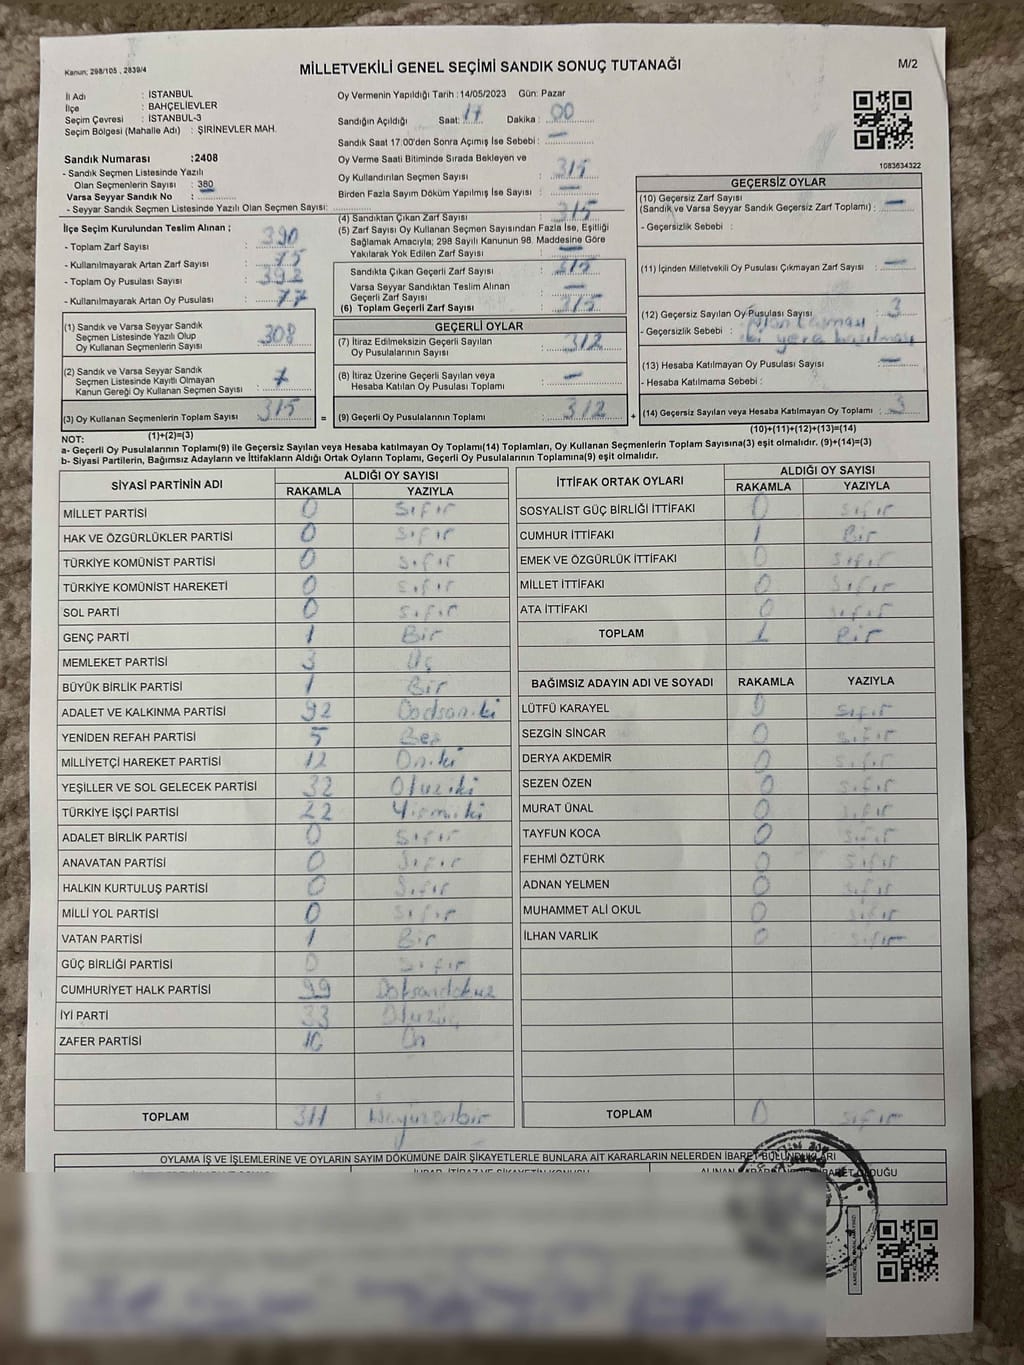 Kanun; 298/105 , 2839/4
MİLLETVEKİLİ GENEL SEÇİMİ SANDIK SONUÇ TUTANAĞI
M/2
İl Adı : İSTANBUL
İlçe : BAHÇELİEVLER
Seçim Çevresi : İSTANBUL-3
Seçim Bölgesi (Mahalle Adı) : ŞİRİNEVLER MAH.
Sandık Numarası :2408
- Sandık Seçmen Listesinde Yazılı
Olan Seçmenlerin Sayısı : 380
Varsa Seyyar Sandık No :
- Seyyar Sandık Seçmen Listesinde Yazılı Olan Seçmen Sayısı:
Oy Vermenin Yapıldığı Tarih :14/05/2023 Gün: Pazar
Sandığın Açıldığı Saat: 17 Dakika : 00
Sandık Saat 17:00'den Sonra Açımış İse Sebebi : —
Oy Verme Saati Bitiminde Sırada Bekleyen ve
Oy Kullandırılan Seçmen Sayısı : 315
Birden Fazla Sayım Döküm Yapılmış İse Sayısı : —
1083634322
İlçe Seçim Kurulundan Teslim Alınan ;
- Toplam Zarf Sayısı : 390
- Kullanılmayarak Artan Zarf Sayısı : 75
- Toplam Oy Pusulası Sayısı : 392
- Kullanılmayarak Artan Oy Pusulası : 77
(4) Sandıktan Çıkan Zarf Sayısı : 315
(5) Zarf Sayısı Oy Kullanan Seçmen Sayısından Fazla İse, Eşitliği
Sağlamak Amacıyla; 298 Sayılı Kanunun 98. Maddesine Göre
Yakılarak Yok Edilen Zarf Sayısı : —
Sandıkta Çıkan Geçerli Zarf Sayısı : 315
Varsa Seyyar Sandıktan Teslim Alınan
Geçerli Zarf Sayısı : —
(6) Toplam Geçerli Zarf Sayısı : 315
GEÇERSİZ OYLAR
(10) Geçersiz Zarf Sayısı
(Sandık ve Varsa Seyyar Sandık Geçersiz Zarf Toplamı) : —
- Geçersizlik Sebebi :
(11) İçinden Milletvekili Oy Pusulası Çıkmayan Zarf Sayısı : —
(12) Geçersiz Sayılan Oy Pusulası Sayısı : 3
- Geçersizlik Sebebi :
iki yere basılması
(13) Hesaba Katılmayan Oy Pusulası Sayısı : —
- Hesaba Katılmama Sebebi :
(14) Geçersiz Sayılan veya Hesaba Katılmayan Oy Toplamı : 3
(10)+(11)+(12)+(13)=(14)
(1) Sandık ve Varsa Seyyar Sandık
Seçmen Listesinde Yazılı Olup
Oy Kullanan Seçmenlerin Sayısı : 308
(2) Sandık ve Varsa Seyyar Sandık
Seçmen Listesinde Kayıtlı Olmayan
Kanun Gereği Oy Kullanan Seçmen Sayısı : 7
(3) Oy Kullanan Seçmenlerin Toplam Sayısı : 315 =
(1)+(2)=(3)
GEÇERLİ OYLAR
(7) İtiraz Edilmeksizin Geçerli Sayılan
Oy Pusulalarının Sayısı : 312
(8) İtiraz Üzerine Geçerli Sayılan veya
Hesaba Katılan Oy Pusulası Toplamı : —
(9) Geçerli Oy Pusulalarının Toplamı : 312 +
NOT:
a- Geçerli Oy Pusulalarının Toplamı(9) ile Geçersiz Sayılan veya Hesaba katılmayan Oy Toplamı(14) Toplamları, Oy Kullanan Seçmenlerin Toplam Sayısına(3) eşit olmalıdır. (9)+(14)=(3)
b- Siyasi Partilerin, Bağımsız Adayların ve İttifakların Aldığı Ortak Oyların Toplamı, Geçerli Oy Pusulalarının Toplamına(9) eşit olmalıdır.
SİYASİ PARTİNİN ADI
ALDIĞI OY SAYISI
RAKAMLA YAZIYLA
MİLLET PARTİSİ 0 Sıfır
HAK VE ÖZGÜRLÜKLER PARTİSİ 0 Sıfır
TÜRKİYE KOMÜNİST PARTİSİ 0 Sıfır
TÜRKİYE KOMÜNİST HAREKETİ 0 Sıfır
SOL PARTİ 0 Sıfır
GENÇ PARTİ 1 Bir
MEMLEKET PARTİSİ 3 Üç
BÜYÜK BİRLİK PARTİSİ 1 Bir
ADALET VE KALKINMA PARTİSİ 92
YENİDEN REFAH PARTİSİ 5 Beş
MİLLİYETÇİ HAREKET PARTİSİ 12 Oniki
YEŞİLLER VE SOL GELECEK PARTİSİ 32 Otuziki
TÜRKİYE İŞÇİ PARTİSİ 22 Yirmiiki
ADALET BİRLİK PARTİSİ 0 Sıfır
ANAVATAN PARTİSİ 0 Sıfır
HALKIN KURTULUŞ PARTİSİ 0 Sıfır
MİLLİ YOL PARTİSİ 0 Sıfır
VATAN PARTİSİ 1 Bir
GÜÇ BİRLİĞİ PARTİSİ 0 Sıfır
CUMHURİYET HALK PARTİSİ 99 Doksandokuz
İYİ PARTİ 33 Otuzüç
ZAFER PARTİSİ 10 On
TOPLAM 311 Üçyüzonbir
İTTİFAK ORTAK OYLARI
ALDIĞI OY SAYISI
RAKAMLA YAZIYLA
SOSYALİST GÜÇ BİRLİĞİ İTTİFAKI 0 Sıfır
CUMHUR İTTİFAKI 1 Bir
EMEK VE ÖZGÜRLÜK İTTİFAKI 0 Sıfır
MİLLET İTTİFAKI 0 Sıfır
ATA İTTİFAKI 0 Sıfır
TOPLAM 1 Bir
BAĞIMSIZ ADAYIN ADI VE SOYADI RAKAMLA YAZIYLA
LÜTFÜ KARAYEL 0 Sıfır
SEZGİN SİNCAR 0 Sıfır
DERYA AKDEMİR 0 Sıfır
SEZEN ÖZEN 0 Sıfır
MURAT ÜNAL 0 Sıfır
TAYFUN KOCA 0 Sıfır
FEHMİ ÖZTÜRK 0 Sıfır
ADNAN YELMEN 0 Sıfır
MUHAMMET ALİ OKUL 0 Sıfır
İLHAN VARLIK 0 Sıfır
TOPLAM 0 Sıfır
OYLAMA İŞ VE İŞLEMLERİNE VE OYLARIN SAYIM DÖKÜMÜNE DAİR ŞİKAYETLERLE BUNLARA AİT KARARLARIN NELERDEN İBARET BULUNDUKLARI